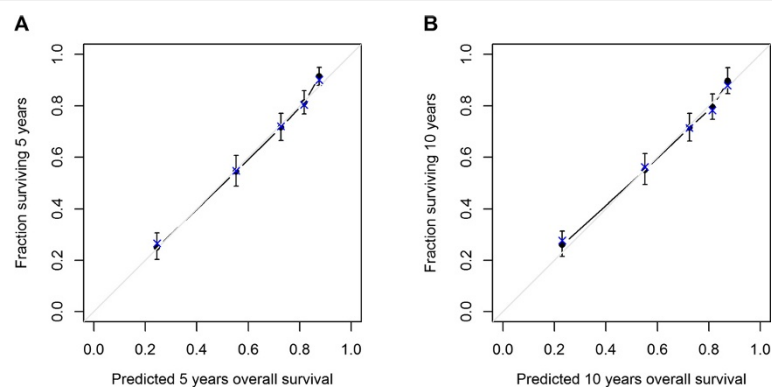 A
Fraction surviving 5 years
1.0
0.8
0.6
0.4
0.2
0.0
0.0 0.2 0.4 0.6 0.8 1.0
Predicted 5 years overall survival
B
Fraction surviving 10 years
1.0
0.8
0.6
0.4
0.2
0.0
0.0 0.2 0.4 0.6 0.8 1.0
Predicted 10 years overall survival